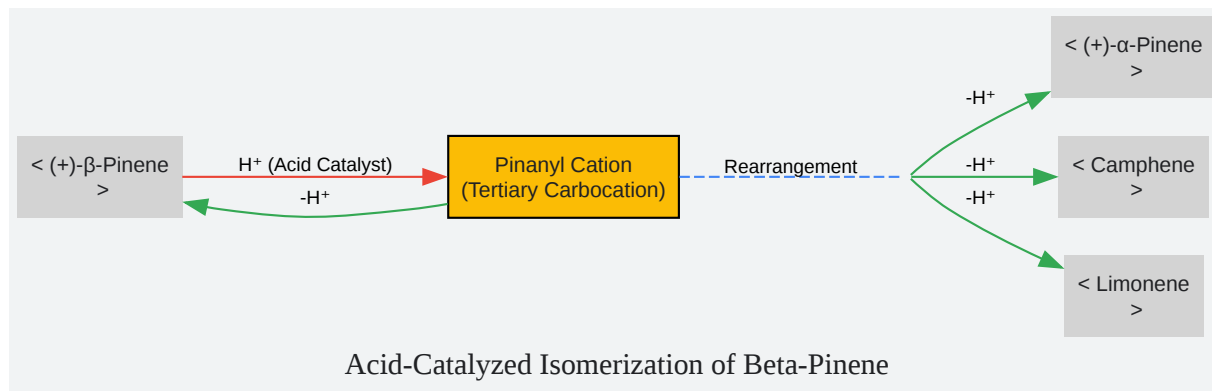 < (+)-α-Pinene
>
-H⁺
< (+)-β-Pinene
>
H⁺ (Acid Catalyst)
-H⁺
Pinanyl Cation
(Tertiary Carbocation)
Rearrangement
-H⁺
< Camphene
>
-H⁺
< Limonene
>
Acid-Catalyzed Isomerization of Beta-Pinene